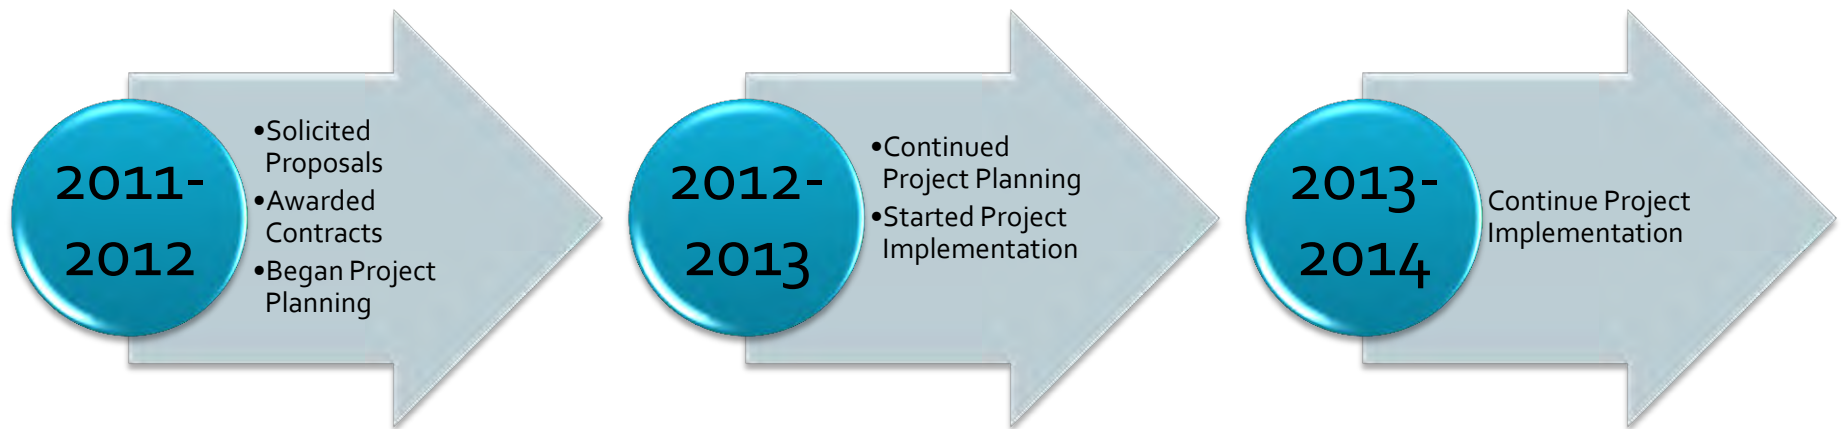 2011-
2012
•Solicited
Proposals
•Awarded
Contracts
•Began Project
Planning
2012-
2013
•Continued
Project Planning
•Started Project
Implementation
2013-
2014
Continue Project
Implementation